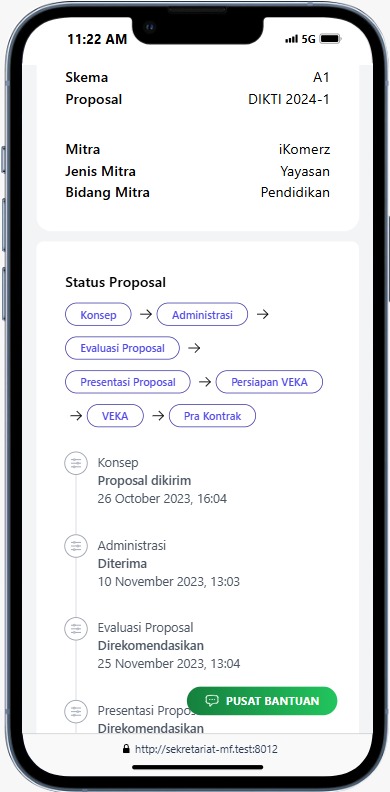 11:22 AM 5G
Skema A1
Proposal DIKTI 2024-1
Mitra iKomerz
Jenis Mitra Yayasan
Bidang Mitra Pendidikan
Status Proposal
Konsep → Administrasi →
Evaluasi Proposal →
Presentasi Proposal → Persiapan VEKA
→ VEKA → Pra Kontrak
Konsep
Proposal dikirim
26 October 2023, 16:04
Administrasi
Diterima
10 November 2023, 13:03
Evaluasi Proposal
Direkomendasikan
25 November 2023, 13:04
Presentasi Propos
Direkomendasikan
PUSAT BANTUAN
http://sekretariat-mf.test:8012